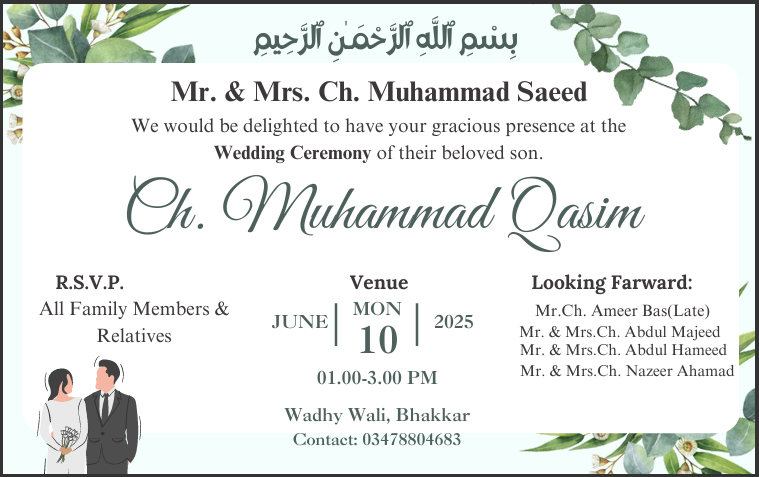 بِسْمِ ٱللَّٰهِ ٱلرَّحْمَـٰنِ ٱلرَّحِيمِ
Mr. & Mrs. Ch. Muhammad Saeed
We would be delighted to have your gracious presence at the
Wedding Ceremony of their beloved son.
Ch. Muhammad Qasim
R.S.V.P.
All Family Members &
Relatives
Venue
JUNE
MON
10
2025
01.00-3.00 PM
Wadhy Wali, Bhakkar
Contact: 03478804683
Looking Farward:
Mr.Ch. Ameer Bas(Late)
Mr. & Mrs.Ch. Abdul Majeed
Mr. & Mrs.Ch. Abdul Hameed
Mr. & Mrs.Ch. Nazeer Ahamad